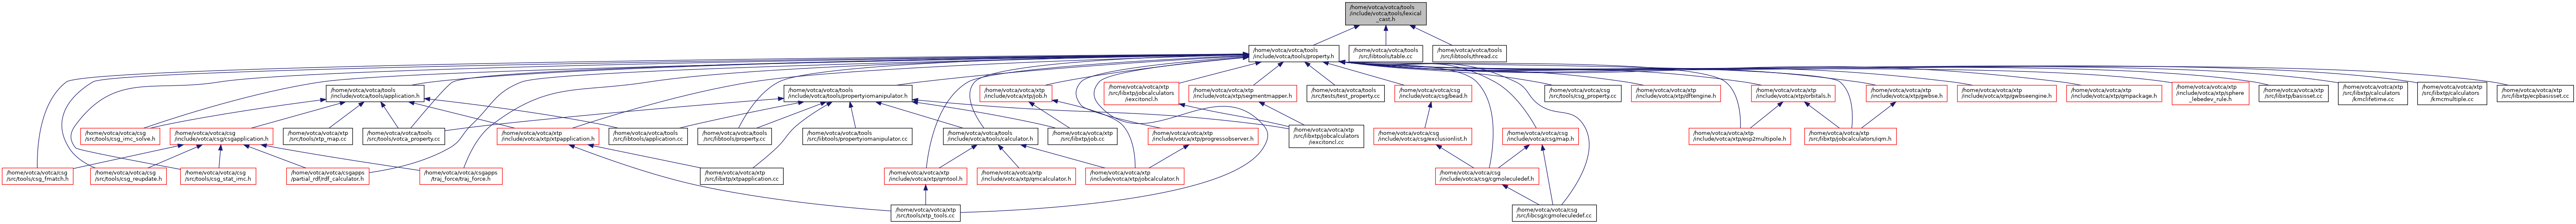 /home/votca/votca/tools
/include/votca/tools/lexical
_cast.h
/home/votca/votca/tools
/include/votca/tools/property.h
/home/votca/votca/tools
/src/libtools/table.cc
/home/votca/votca/tools
/src/libtools/thread.cc
/home/votca/votca/tools
/include/votca/tools/application.h
/home/votca/votca/tools
/include/votca/tools/propertyiomanipulator.h
/home/votca/votca/xtp
/include/votca/xtp/job.h
/home/votca/votca/xtp
/src/libxtp/jobcalculators
/iexcitoncl.h
/home/votca/votca/xtp
/include/votca/xtp/segmentmapper.h
/home/votca/votca/tools
/src/tests/test_property.cc
/home/votca/votca/csg
/include/votca/csg/bead.h
/home/votca/votca/csg
/src/tools/csg_property.cc
/home/votca/votca/xtp
/include/votca/xtp/dftengine.h
/home/votca/votca/xtp
/include/votca/xtp/orbitals.h
/home/votca/votca/xtp
/include/votca/xtp/gwbse.h
/home/votca/votca/xtp
/include/votca/xtp/gwbseengine.h
/home/votca/votca/xtp
/include/votca/xtp/qmpackage.h
/home/votca/votca/xtp
/include/votca/xtp/sphere
_lebedev_rule.h
/home/votca/votca/xtp
/src/libxtp/basisset.cc
/home/votca/votca/xtp
/src/libxtp/calculators
/kmclifetime.cc
/home/votca/votca/xtp
/src/libxtp/calculators
/kmcmultiple.cc
/home/votca/votca/xtp
/src/libxtp/ecpbasisset.cc
/home/votca/votca/csg
/src/tools/csg_imc_solve.h
/home/votca/votca/csg
/include/votca/csg/csgapplication.h
/home/votca/votca/xtp
/src/tools/xtp_map.cc
/home/votca/votca/tools
/src/tools/votca_property.cc
/home/votca/votca/xtp
/include/votca/xtp/xtpapplication.h
/home/votca/votca/tools
/src/libtools/application.cc
/home/votca/votca/tools
/src/libtools/property.cc
/home/votca/votca/tools
/src/libtools/propertyiomanipulator.cc
/home/votca/votca/tools
/include/votca/tools/calculator.h
/home/votca/votca/xtp
/src/libxtp/job.cc
/home/votca/votca/xtp
/include/votca/xtp/progressobserver.h
/home/votca/votca/xtp
/src/libxtp/jobcalculators
/iexcitoncl.cc
/home/votca/votca/csg
/include/votca/csg/exclusionlist.h
/home/votca/votca/csg
/include/votca/csg/map.h
/home/votca/votca/xtp
/include/votca/xtp/esp2multipole.h
/home/votca/votca/xtp
/src/libxtp/jobcalculators/iqm.h
/home/votca/votca/csg
/src/tools/csg_fmatch.h
/home/votca/votca/csg
/src/tools/csg_reupdate.h
/home/votca/votca/csg
/src/tools/csg_stat_imc.h
/home/votca/votca/csgapps
/partial_rdf/rdf_calculator.h
/home/votca/votca/csgapps
/traj_force/traj_force.h
/home/votca/votca/xtp
/src/libxtp/xtpapplication.cc
/home/votca/votca/xtp
/include/votca/xtp/qmtool.h
/home/votca/votca/xtp
/include/votca/xtp/qmcalculator.h
/home/votca/votca/xtp
/include/votca/xtp/jobcalculator.h
/home/votca/votca/csg
/include/votca/csg/cgmoleculedef.h
/home/votca/votca/xtp
/src/tools/xtp_tools.cc
/home/votca/votca/csg
/src/libcsg/cgmoleculedef.cc